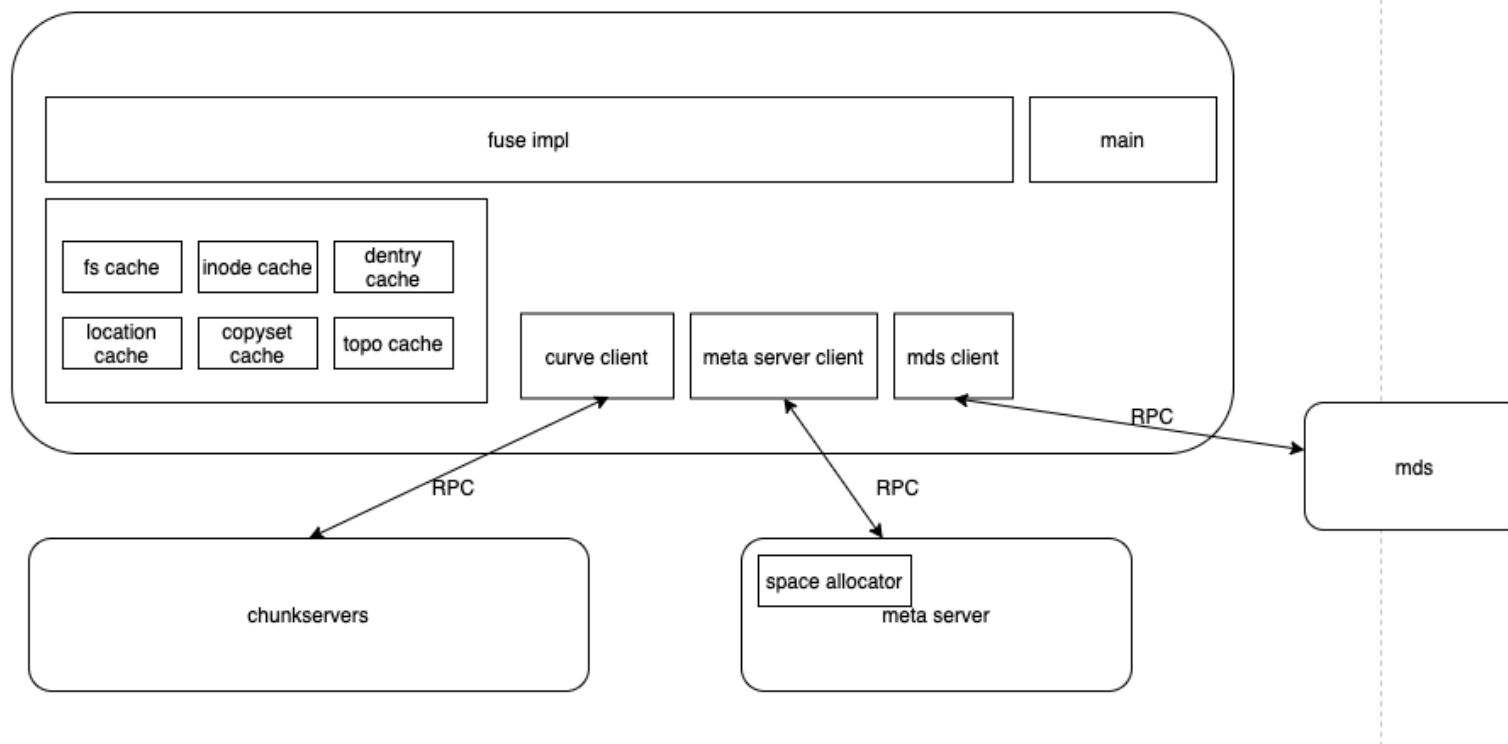 fuse impl
main
fs cache
inode cache
dentry
cache
location
cache
copyset
cache
topo cache
curve client
meta server client
mds client
RPC
mds
RPC
RPC
space allocator
chunkservers
meta server